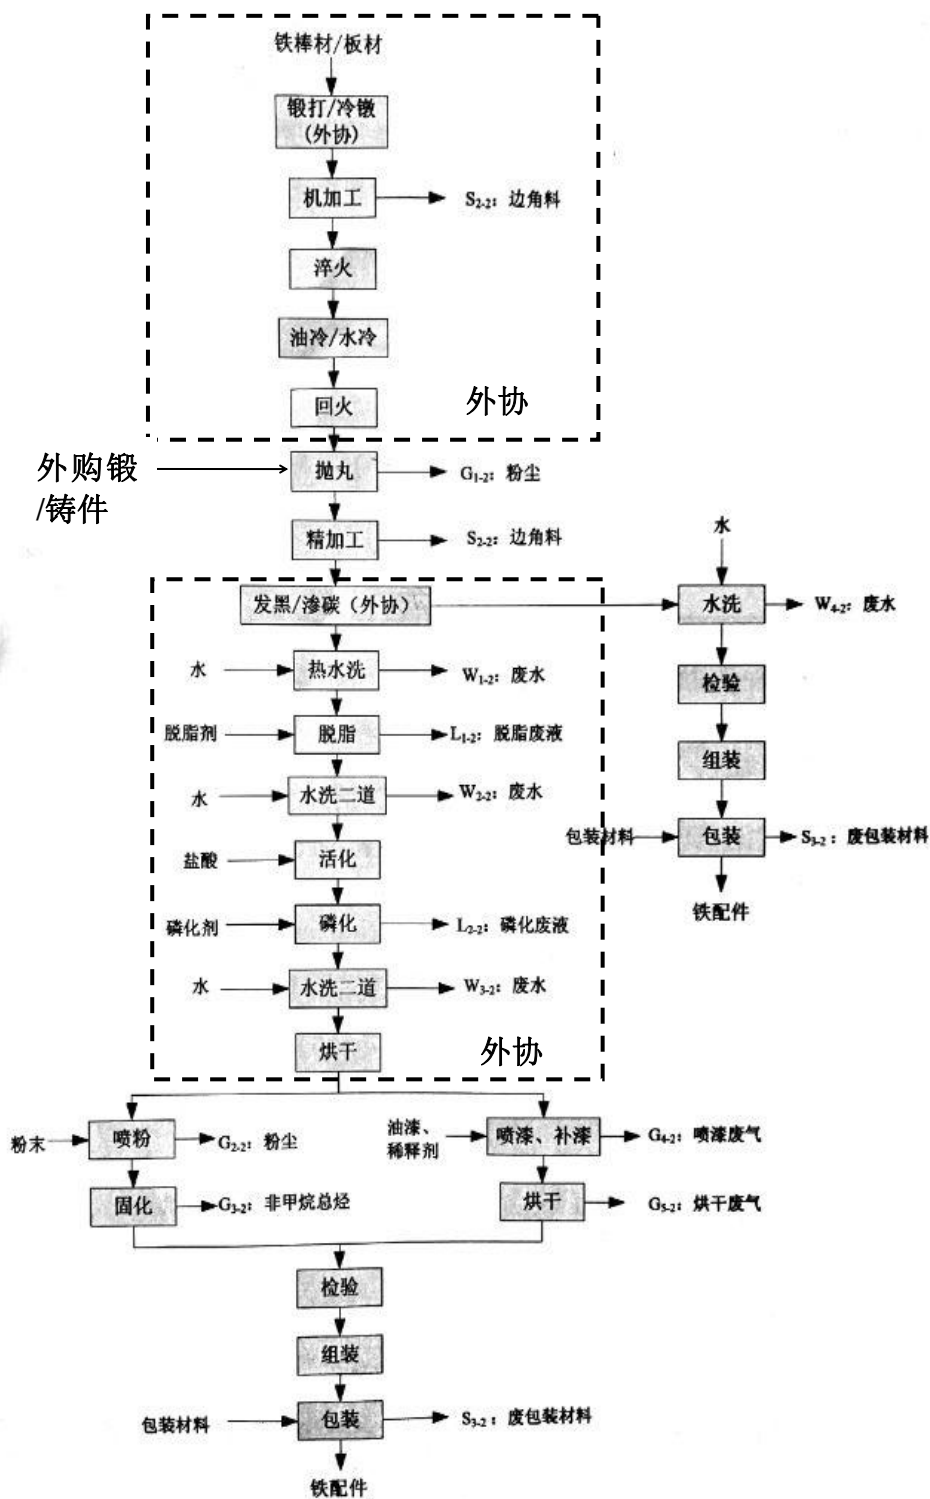 铁棒材/板材
锻打/冷镦
(外协)
机加工
S2-2: 边角料
淬火
油冷/水冷
回火
外协
外购锻
/铸件
抛丸
G1-2: 粉尘
精加工
S2-2: 边角料
水
发黑/渗碳（外协）
水洗
W4-2: 废水
水
热水洗
W1-2: 废水
检验
脱脂剂
脱脂
L1-2: 脱脂废液
组装
水
水洗二道
W2-2: 废水
包装材料
包装
S3-2: 废包装材料
盐酸
活化
铁配件
磷化剂
磷化
L2-2: 磷化废液
水
水洗二道
W3-2: 废水
烘干
外协
粉末
喷粉
G2-2: 粉尘
油漆、
稀释剂
喷漆、补漆
G4-2: 喷漆废气
固化
G3-2: 非甲烷总烃
烘干
G5-2: 烘干废气
检验
组装
包装材料
包装
S3-2: 废包装材料
铁配件